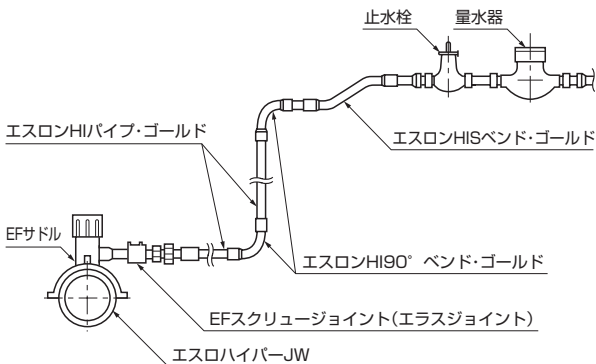 止水栓
量水器
エスロンHIパイプ・ゴールド
エスロンHISベンド・ゴールド
EFサドル
エスロンHI90°ベンド・ゴールド
EFスクリュージョイント(エラスジョイント)
エスロハイパーJW